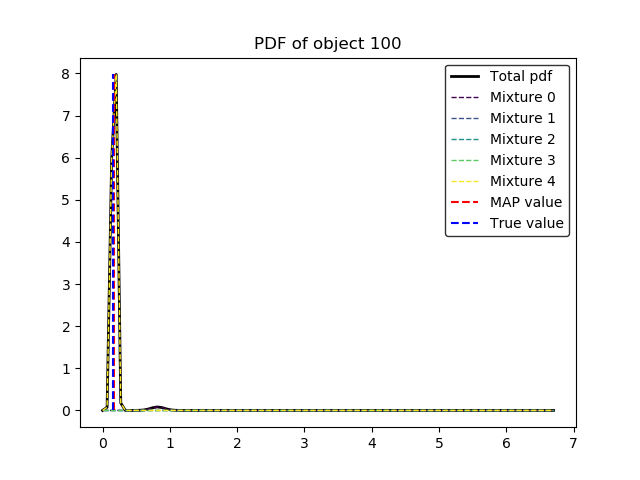 PDF of object 100
8
7
6
5
4
3
2
1
0
Total pdf
Mixture 0
Mixture 1
Mixture 2
Mixture 3
Mixture 4
MAP value
True value
0 1 2 3 4 5 6 7